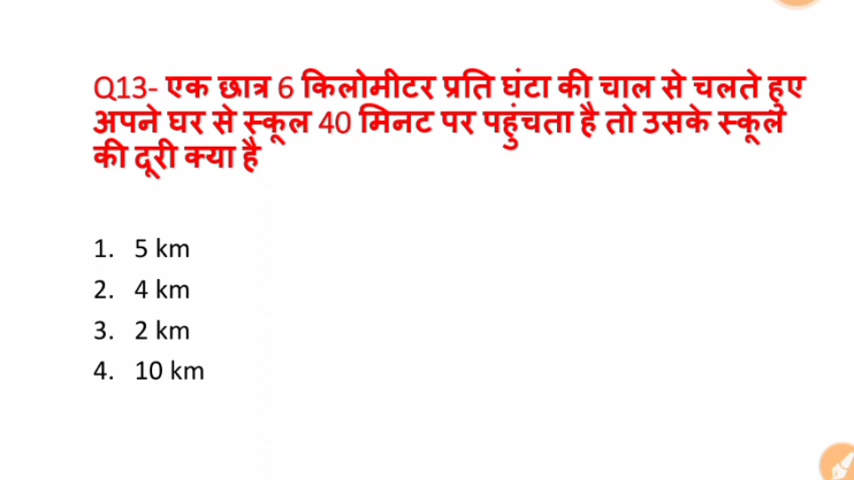 Q13- एक छात्र 6 किलोमीटर प्रति घंटा की चाल से चलते हुए
अपने घर से स्कूल 40 मिनट पर पहुंचता है तो उसके स्कूल
की दूरी क्या है
1. 5 km
2. 4 km
3. 2 km
4. 10 km